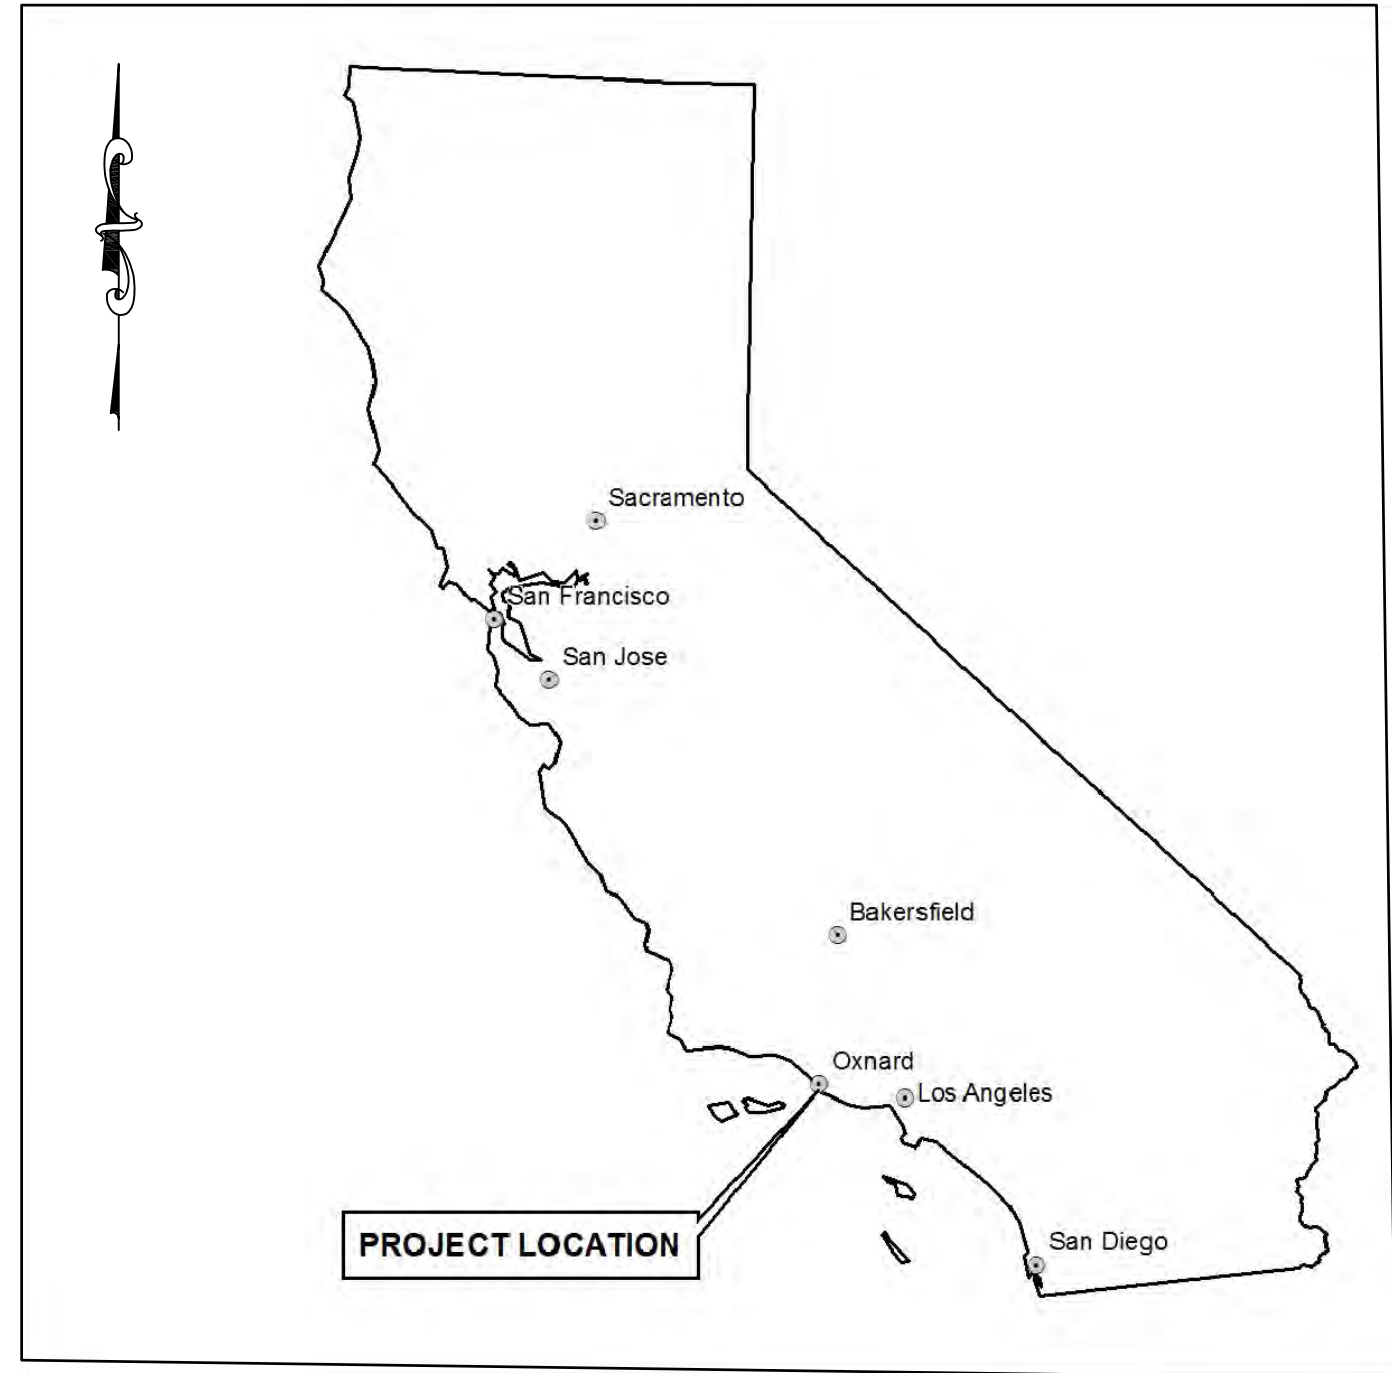 Sacramento
San Francisco
San Jose
Bakersfield
Oxnard
Los Angeles
PROJECT LOCATION
San Diego